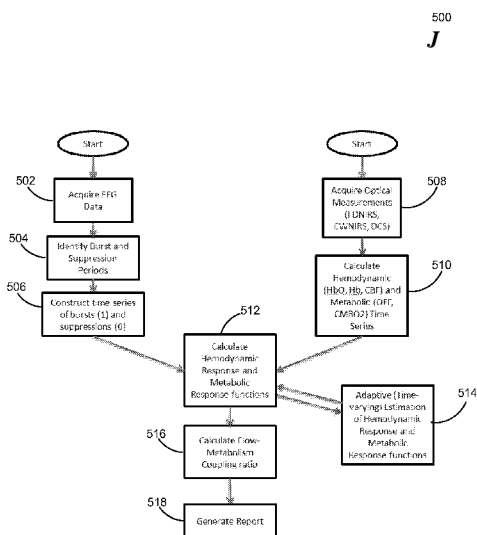 500
J
Start
502
Acquire EEG
Data
504
Identify Burst and
Suppression
Periods
506
Construct time series
of bursts (1) and
suppressions (0)
Start
508
Acquire Optical
Measurements
(FDNIRS,
CWNIRS, DCS)
510
Calculate
Hemodynamic
(HbO, Hb, CBF) and
Metabolic (OEF,
CMRO2) Time
Series
512
Calculate
Hemodynamic
Response and
Metabolic
Response functions
514
Adaptive (Time-
varying) Estimation
of Hemodynamic
Response and
Metabolic
Response functions
516
Calculate Flow-
Metabolism
Coupling ratio
518
Generate Report